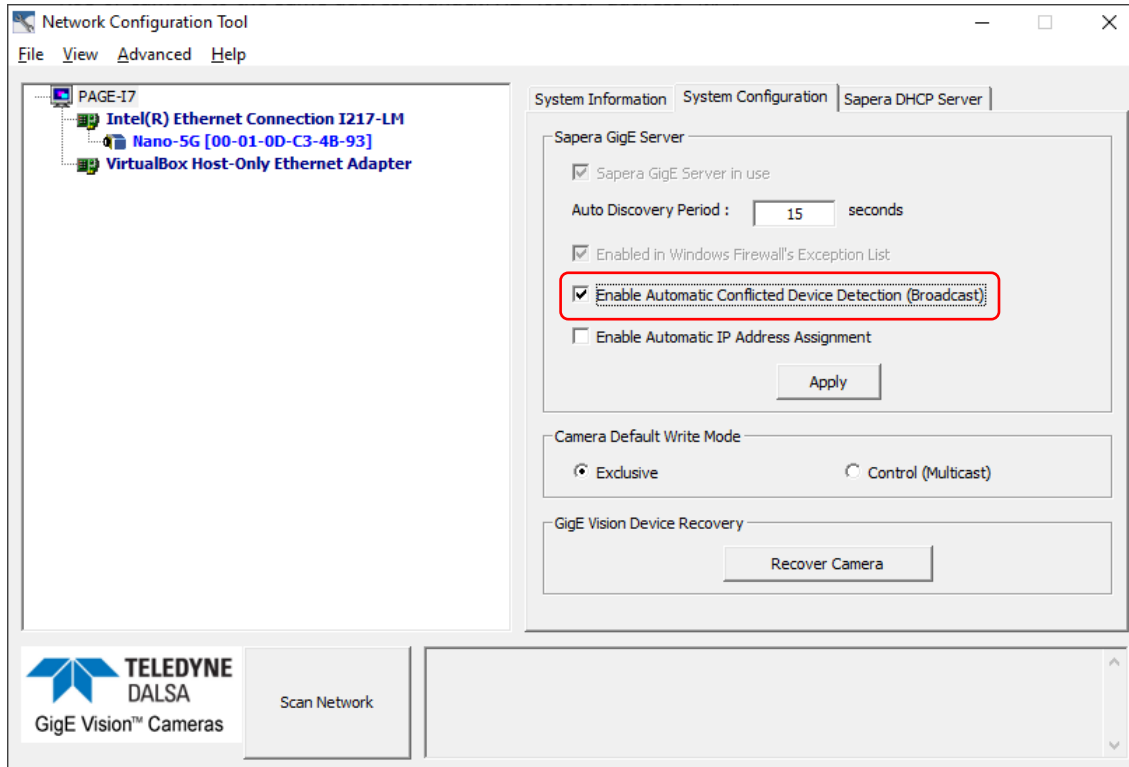 Network Configuration Tool
File View Advanced Help
PAGE-I7
Intel(R) Ethernet Connection I217-LM
Nano-5G [00-01-0D-C3-4B-93]
VirtualBox Host-Only Ethernet Adapter
System Information System Configuration Sapera DHCP Server
Sapera GigE Server
Sapera GigE Server in use
Auto Discovery Period : 15 seconds
Enabled in Windows Firewall's Exception List
Enable Automatic Conflicted Device Detection (Broadcast)
Enable Automatic IP Address Assignment
Apply
Camera Default Write Mode
Exclusive Control (Multicast)
GigE Vision Device Recovery
Recover Camera
TELEDYNE
DALSA
GigE Vision™ Cameras
Scan Network